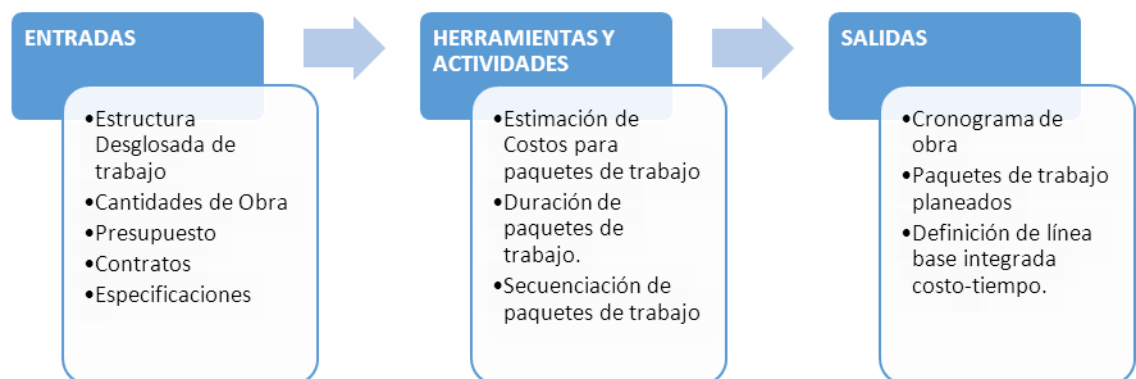 ENTRADAS
•Estructura
Desglosada de
trabajo
•Cantidades de Obra
•Presupuesto
•Contratos
•Especificaciones
HERRAMIENTAS Y
ACTIVIDADES
•Estimación de
Costos para
paquetes de trabajo
•Duración de
paquetes de
trabajo.
•Secuenciación de
paquetes de trabajo
SALIDAS
•Cronograma de
obra
•Paquetes de trabajo
planeados
•Definición de línea
base integrada
costo-tiempo.